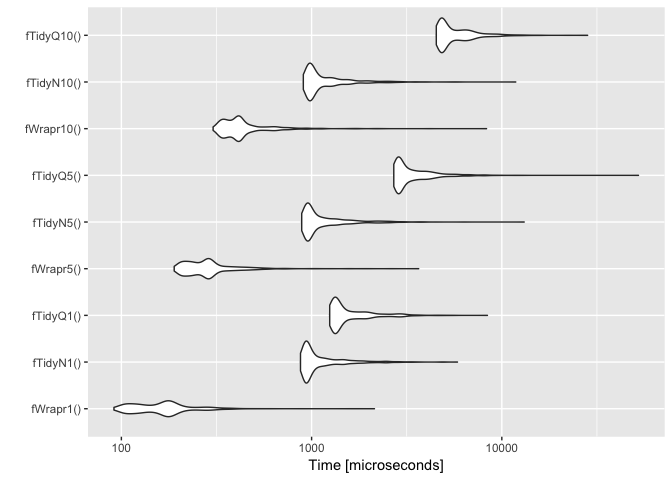 fTidyQ10()
fTidyN10()
fWrapr10()
fTidyQ5()
fTidyN5()
fWrapr5()
fTidyQ1()
fTidyN1()
fWrapr1()
100 1000 10000
Time [microseconds]